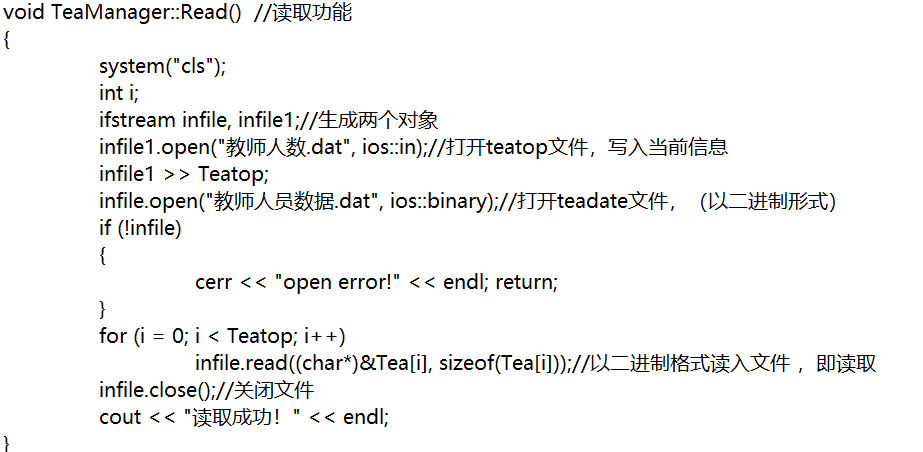 void TeaManager::Read()  //读取功能
{
system("cls");
int i;
ifstream infile, infile1;//生成两个对象
infile1.open("教师人数.dat", ios::in);//打开teatop文件，写入当前信息
infile1 >> Teatop;
infile.open("教师人员数据.dat", ios::binary);//打开teadate文件，（以二进制形式）
if (!infile)
{
cerr << "open error!" << endl; return;
}
for (i = 0; i < Teatop; i++)
infile.read((char*)&Tea[i], sizeof(Tea[i]));//以二进制格式读入文件 ，即读取
infile.close();//关闭文件
cout << "读取成功！" << endl;
}